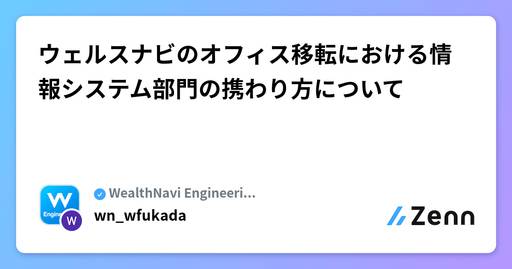 ウェルスナビのオフィス移転における情
報システム部門の携わり方について
WealthNavi Engineeri...
wn_wfukada
W
Zenn